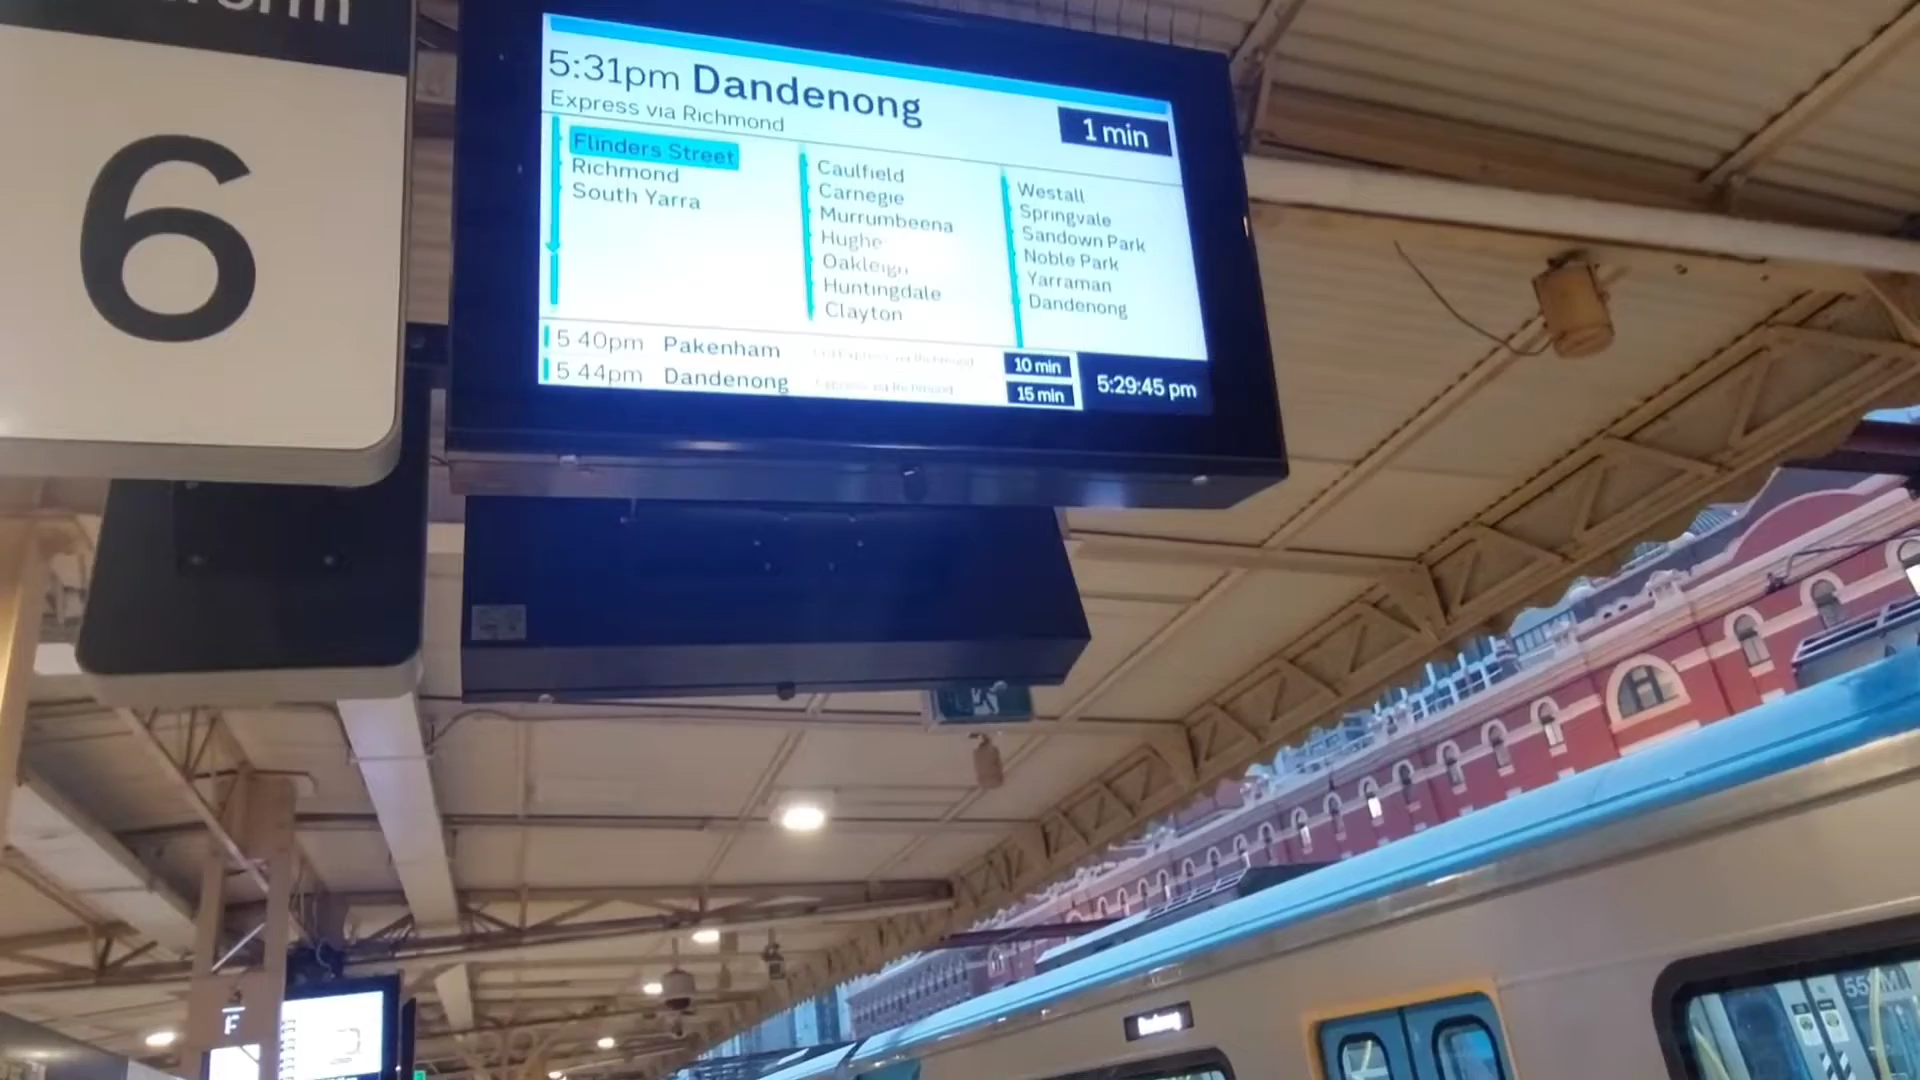 6
5:31pm Dandenong
Express via Richmond
1 min
Flinders Street
Richmond
South Yarra
Caulfield
Carnegie
Murrumbeena
Hughe
Oakleigh
Huntingdale
Clayton
Westall
Springvale
Sandown Park
Noble Park
Yarraman
Dandenong
5 40pm Pakenham 10 min
5 44pm Dandenong 15 min
5:29:45 pm
F